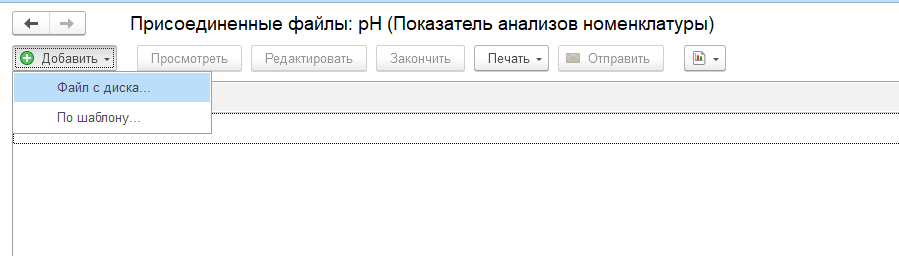 Присоединенные файлы: pH (Показатель анализов номенклатуры)
Добавить Просмотреть Редактировать Закончить Печать Отправить
Файл с диска...
По шаблону...